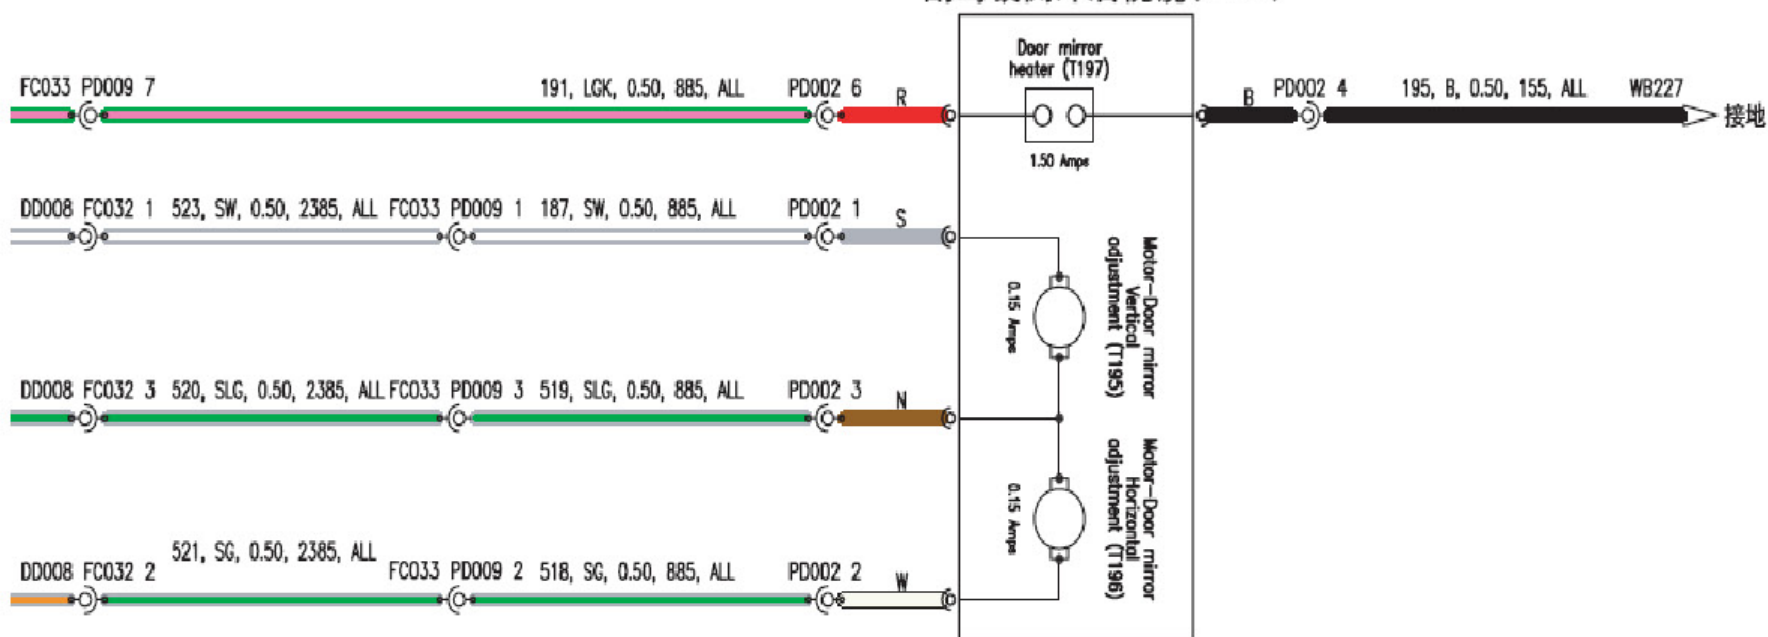 Door mirror
heater (T197)
FC033 PD009 7
191, LGK, 0.50, 885, ALL
PD002 6
R
B
PD002 4
195, B, 0.50, 155, ALL
WB227
接地
1.50 Amps
DD008 FC032 1
523, SW, 0.50, 2385, ALL
FC033 PD009 1
187, SW, 0.50, 885, ALL
PD002 1
S
Motor-Door mirror
Vertical
adjustment (T195)
0.15 Amps
DD008 FC032 3
520, SLG, 0.50, 2385, ALL
FC033 PD009 3
519, SLG, 0.50, 885, ALL
PD002 3
N
Motor-Door mirror
Horizontal
adjustment (T196)
0.15 Amps
521, SG, 0.50, 2385, ALL
DD008 FC032 2
FC033 PD009 2
518, SG, 0.50, 885, ALL
PD002 2
W